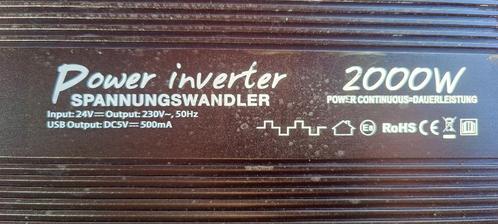 Power inverter
SPANNUNGSWANDLER
Input: 24V⎓ Output: 230V~, 50Hz
USB Output: DC5V⎓ 500mA
2000W
POWER CONTINUOUS=DAUERLEISTUNG
RoHS CE